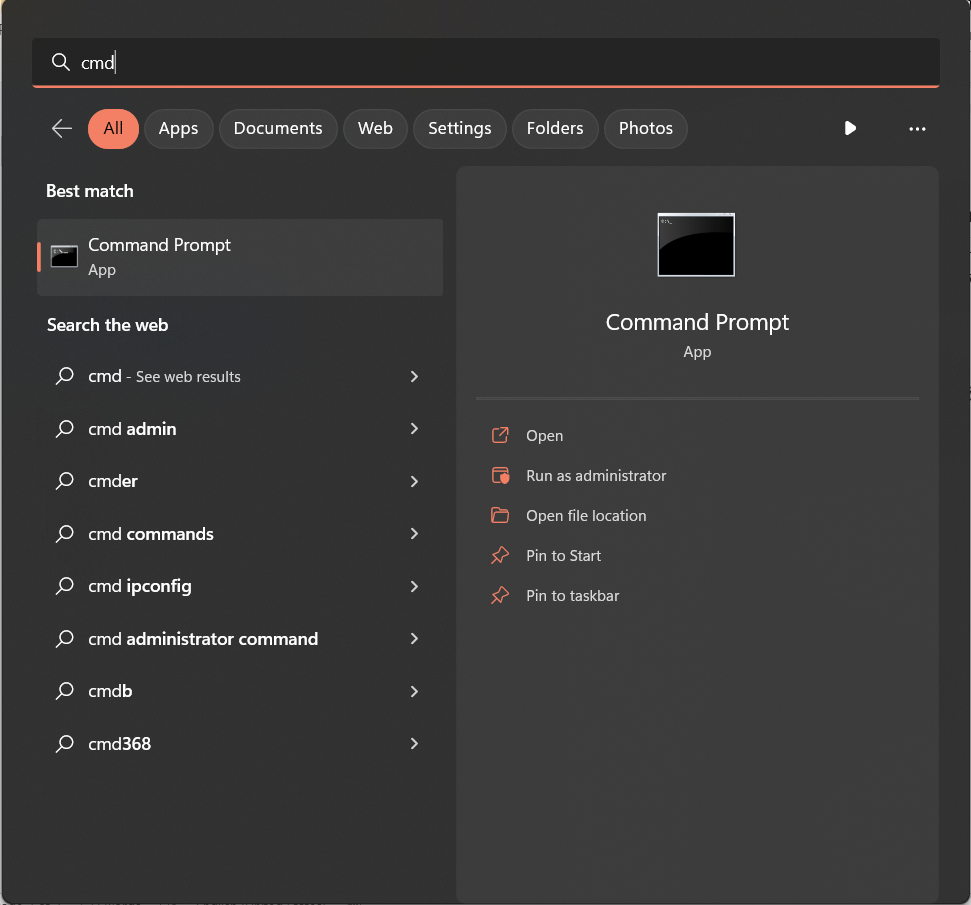 cmd
All
Apps
Documents
Web
Settings
Folders
Photos
Best match
Command Prompt
App
Search the web
cmd - See web results
cmd admin
cmder
cmd commands
cmd ipconfig
cmd administrator command
cmdb
cmd368
Command Prompt
App
Open
Run as administrator
Open file location
Pin to Start
Pin to taskbar